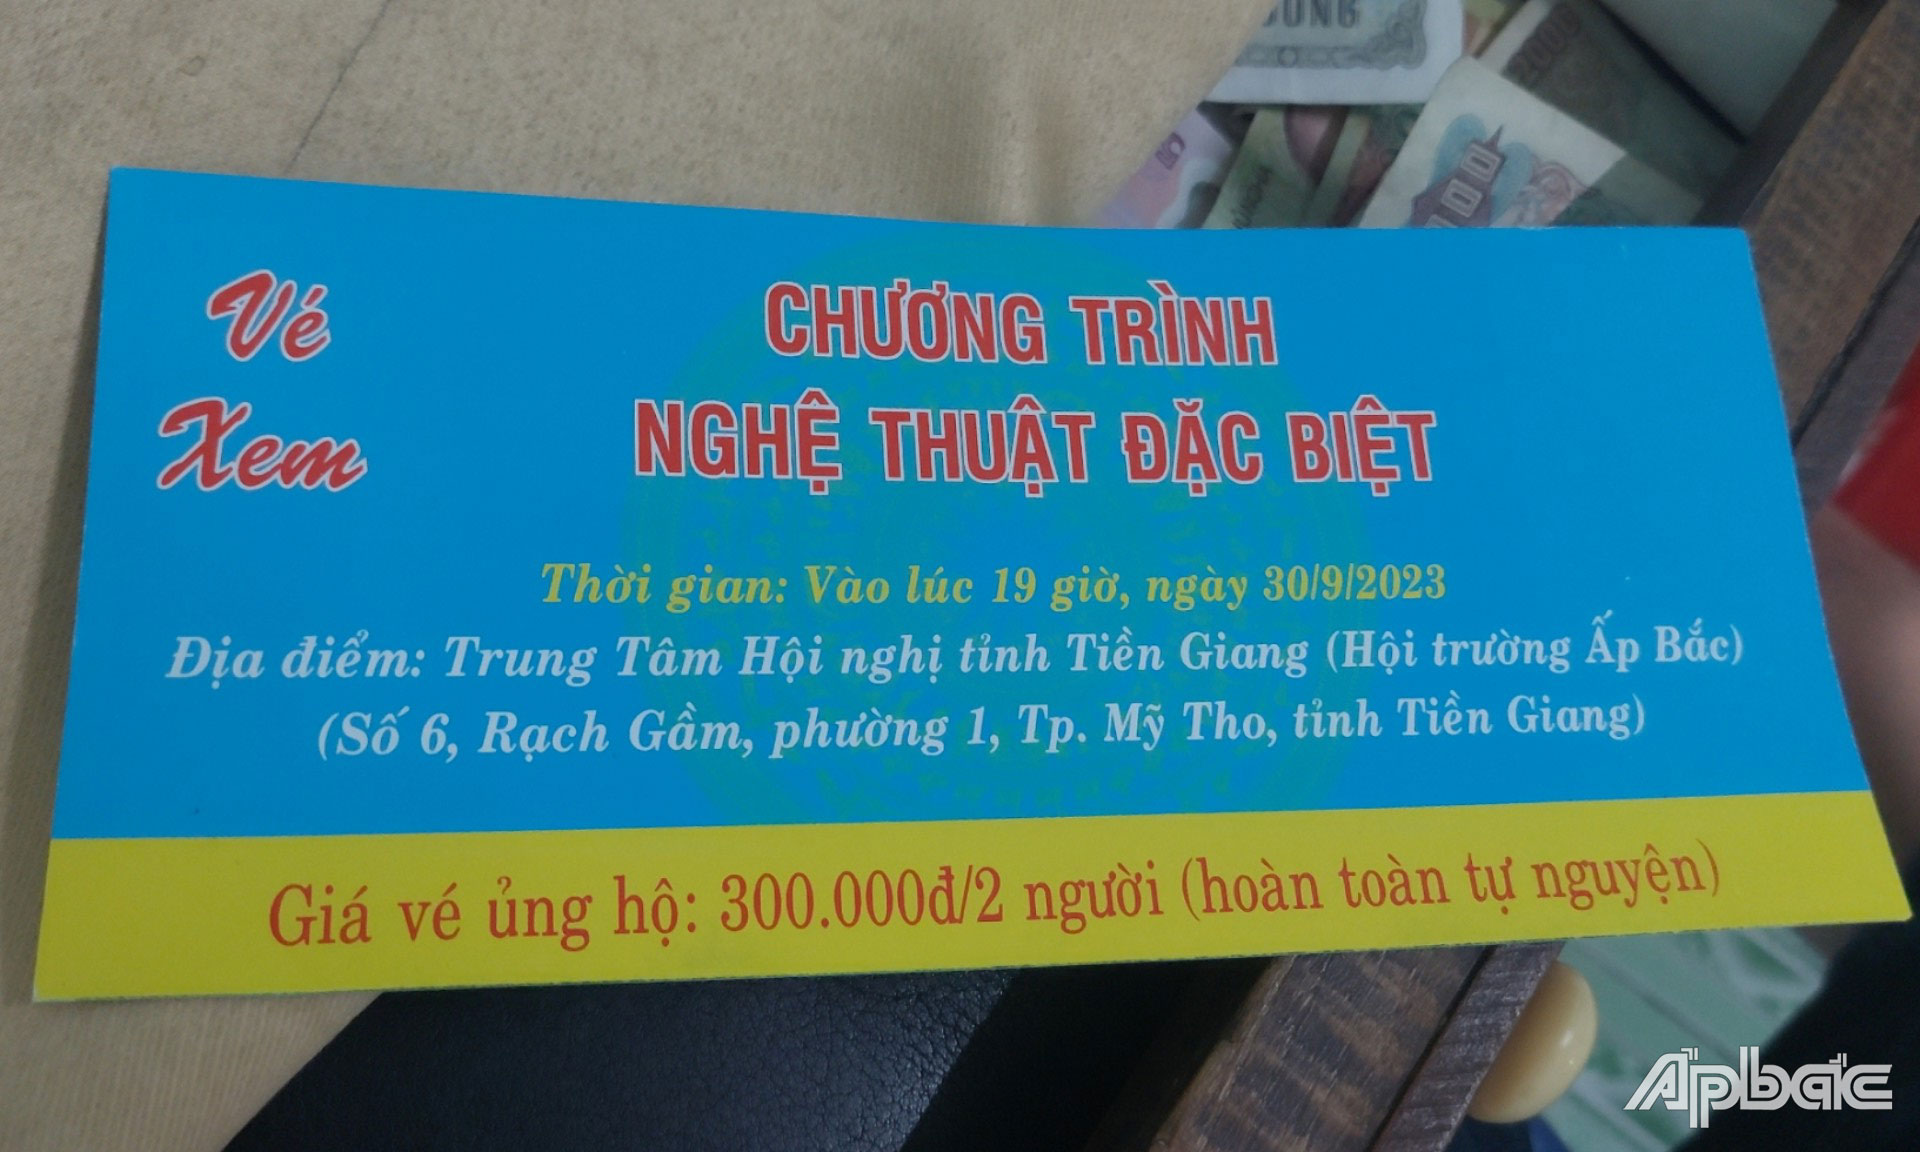 Vé
Xem
CHƯƠNG TRÌNH
NGHỆ THUẬT ĐẶC BIỆT
Thời gian: Vào lúc 19 giờ, ngày 30/9/2023
Địa điểm: Trung Tâm Hội nghị tỉnh Tiền Giang (Hội trường Ấp Bắc)
(Số 6, Rạch Gầm, phường 1, Tp. Mỹ Tho, tỉnh Tiền Giang)
Giá vé ủng hộ: 300.000đ/2 người (hoàn toàn tự nguyện)
Apbắc